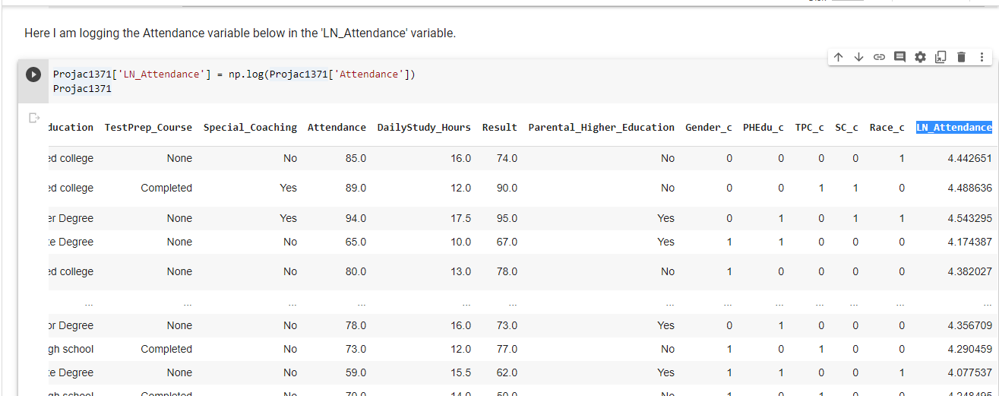 Here I am logging the Attendance variable below in the 'LN_Attendance' variable.
Projac1371['LN_Attendance'] = np.log(Projac1371['Attendance'])
Projac1371
ducation TestPrep_Course Special_Coaching Attendance DailyStudy_Hours Result Parental_Higher_Education Gender_c PHEdu_c TPC_c SC_c Race_c LN_Attendance
ed college None No 85.0 16.0 74.0 No 0 0 0 0 1 4.442651
ed college Completed Yes 89.0 12.0 90.0 No 0 0 1 1 0 4.488636
er Degree None Yes 94.0 17.5 95.0 Yes 0 1 0 1 1 4.543295
te Degree None No 65.0 10.0 67.0 Yes 1 1 0 0 0 4.174387
ed college None No 80.0 13.0 78.0 No 1 0 0 0 0 4.382027
... ... ... ... ... ... ... ... ... ... ... ... ...
or Degree None No 78.0 16.0 73.0 Yes 0 1 0 0 0 4.356709
gh school Completed No 73.0 12.0 77.0 No 1 0 1 0 0 4.290459
te Degree None No 59.0 15.5 62.0 Yes 1 1 0 0 1 4.077537
gh school Completed No 70.0 14.0 50.0 No 1 0 1 0 0 4.248495